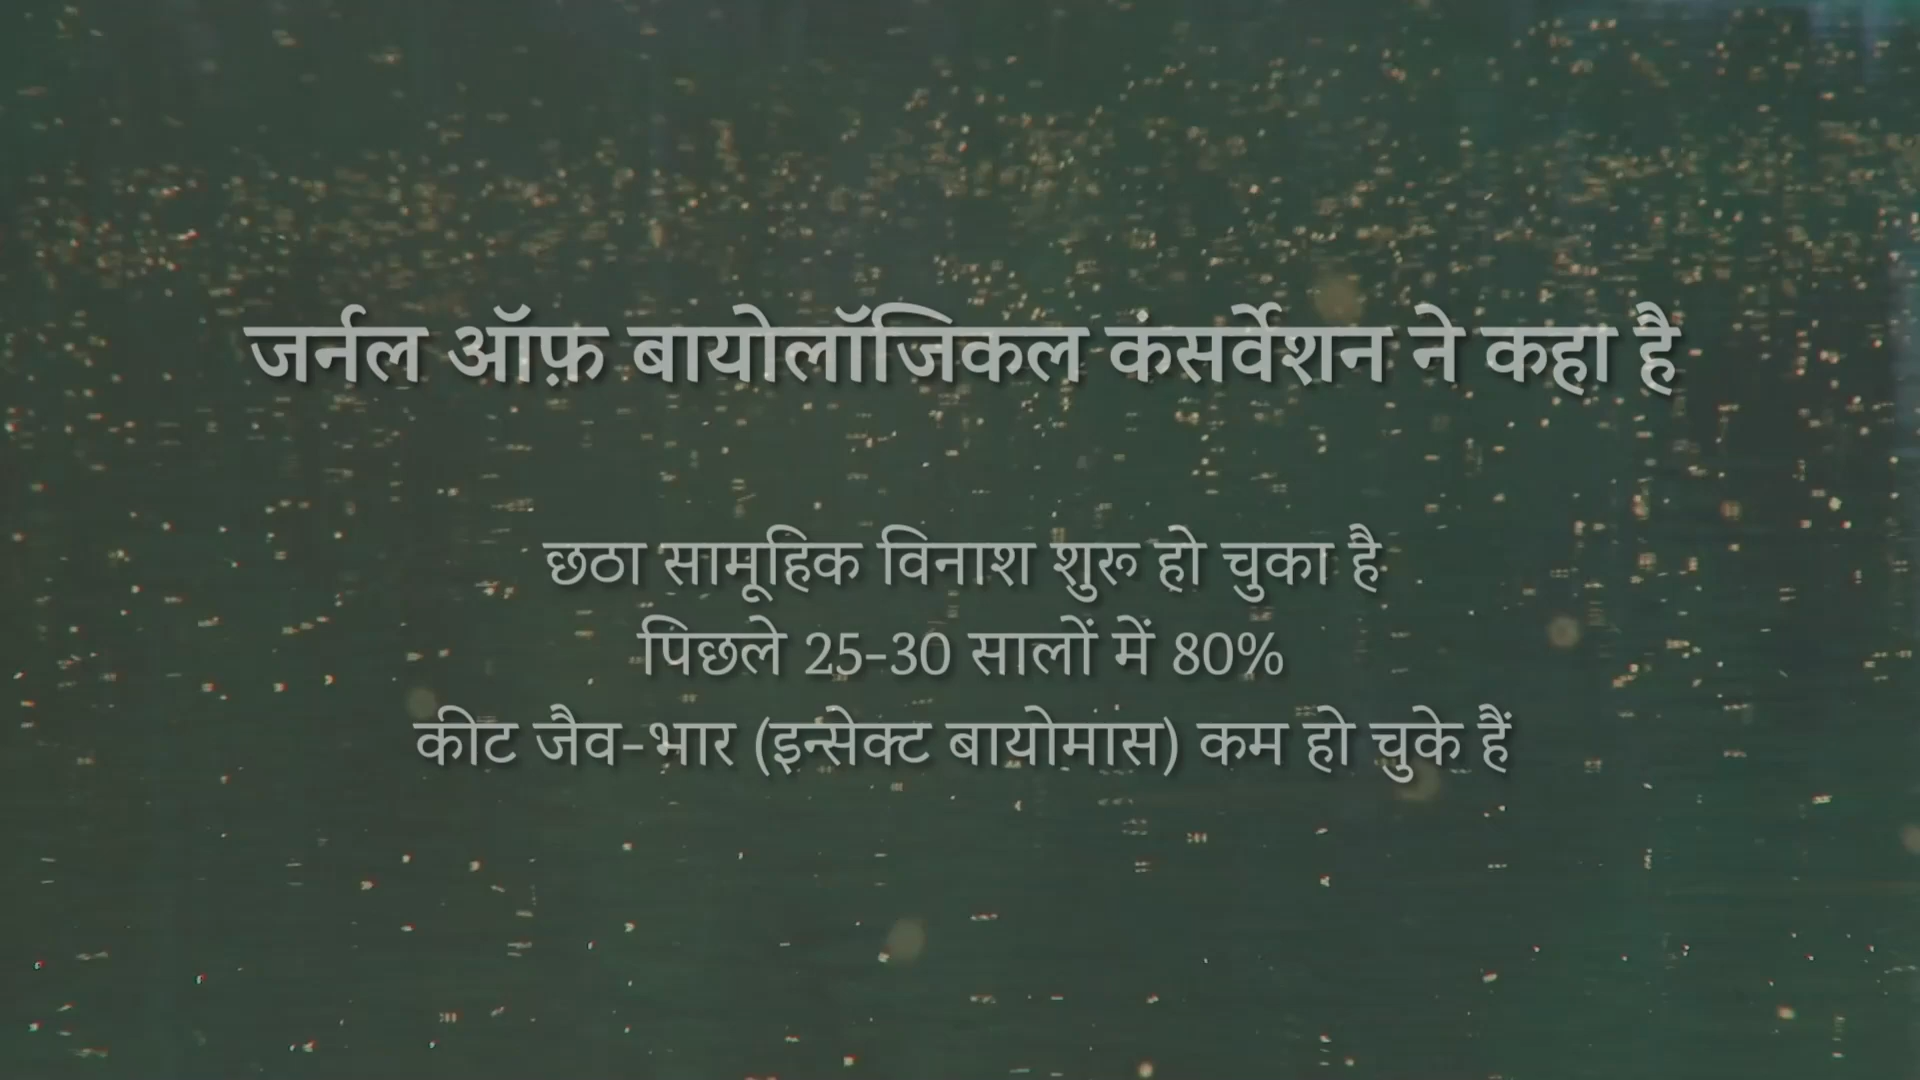 जर्नल ऑफ़ बायोलॉजिकल कंसर्वेशन ने कहा है
छठा सामूहिक विनाश शुरू हो चुका है
पिछले 25-30 सालों में 80%
कीट जैव-भार (इन्सेक्ट बायोमास) कम हो चुके हैं